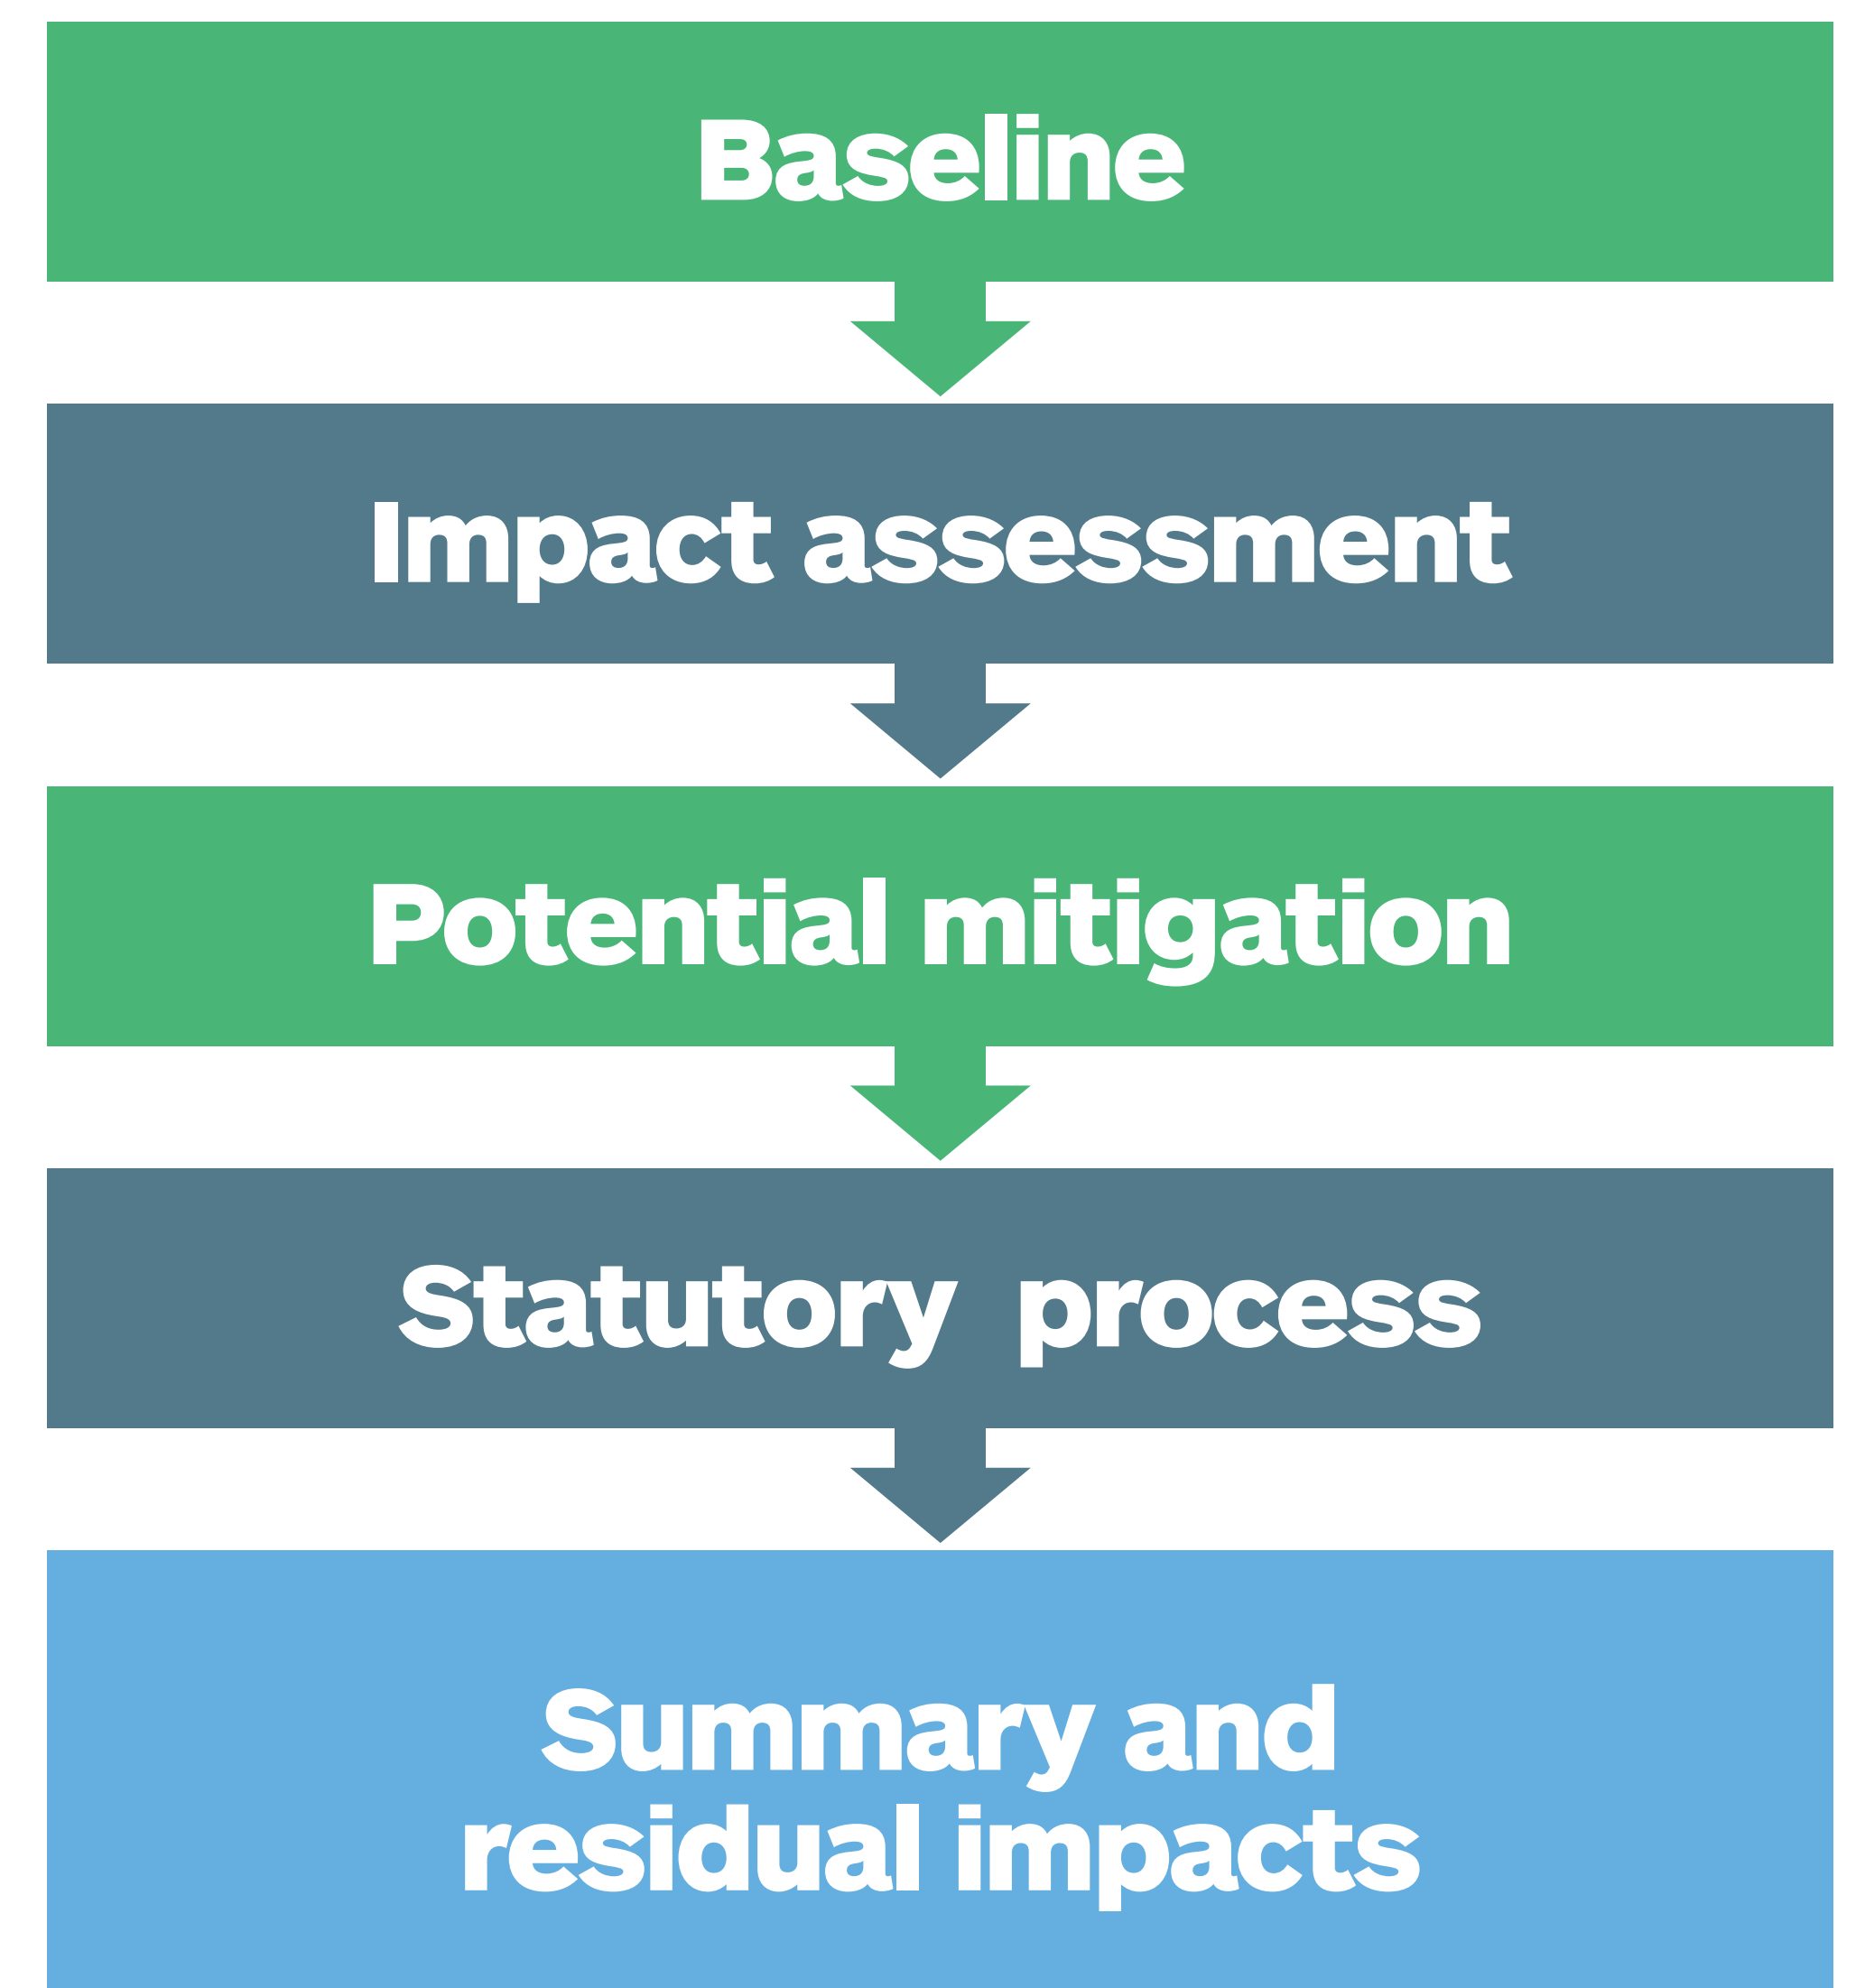 Baseline
Impact assessment
Potential mitigation
Statutory process
Summary and
residual impacts